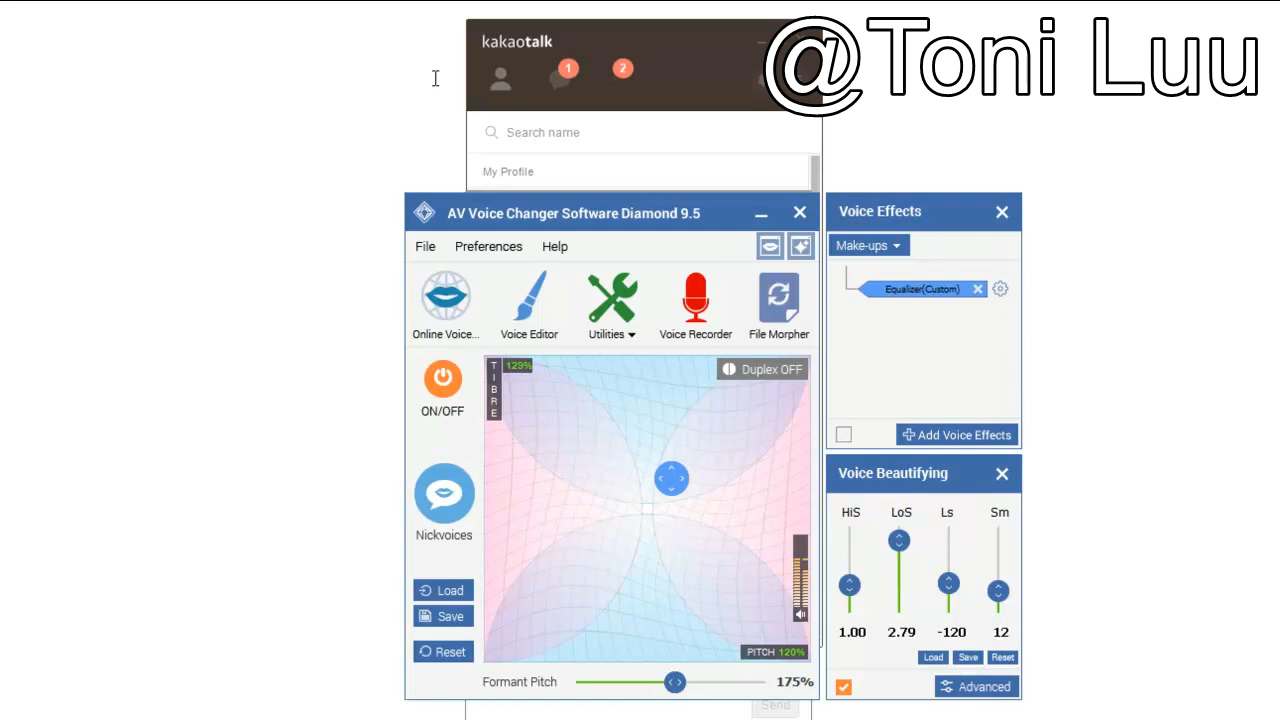 @Toni Luu
kakaotalk
1
2
Search name
My Profile
AV Voice Changer Software Diamond 9.5
File Preferences Help
Online Voice... Voice Editor Utilities Voice Recorder File Morpher
ON/OFF
Nickvoices
Load
Save
Reset
TIBRE
129%
Duplex OFF
PITCH 120%
Formant Pitch 175%
Send
Voice Effects
Make-ups
Equalizer(Custom)
Add Voice Effects
Voice Beautifying
HiS LoS Ls Sm
1.00 2.79 -120 12
Load Save Reset
Advanced